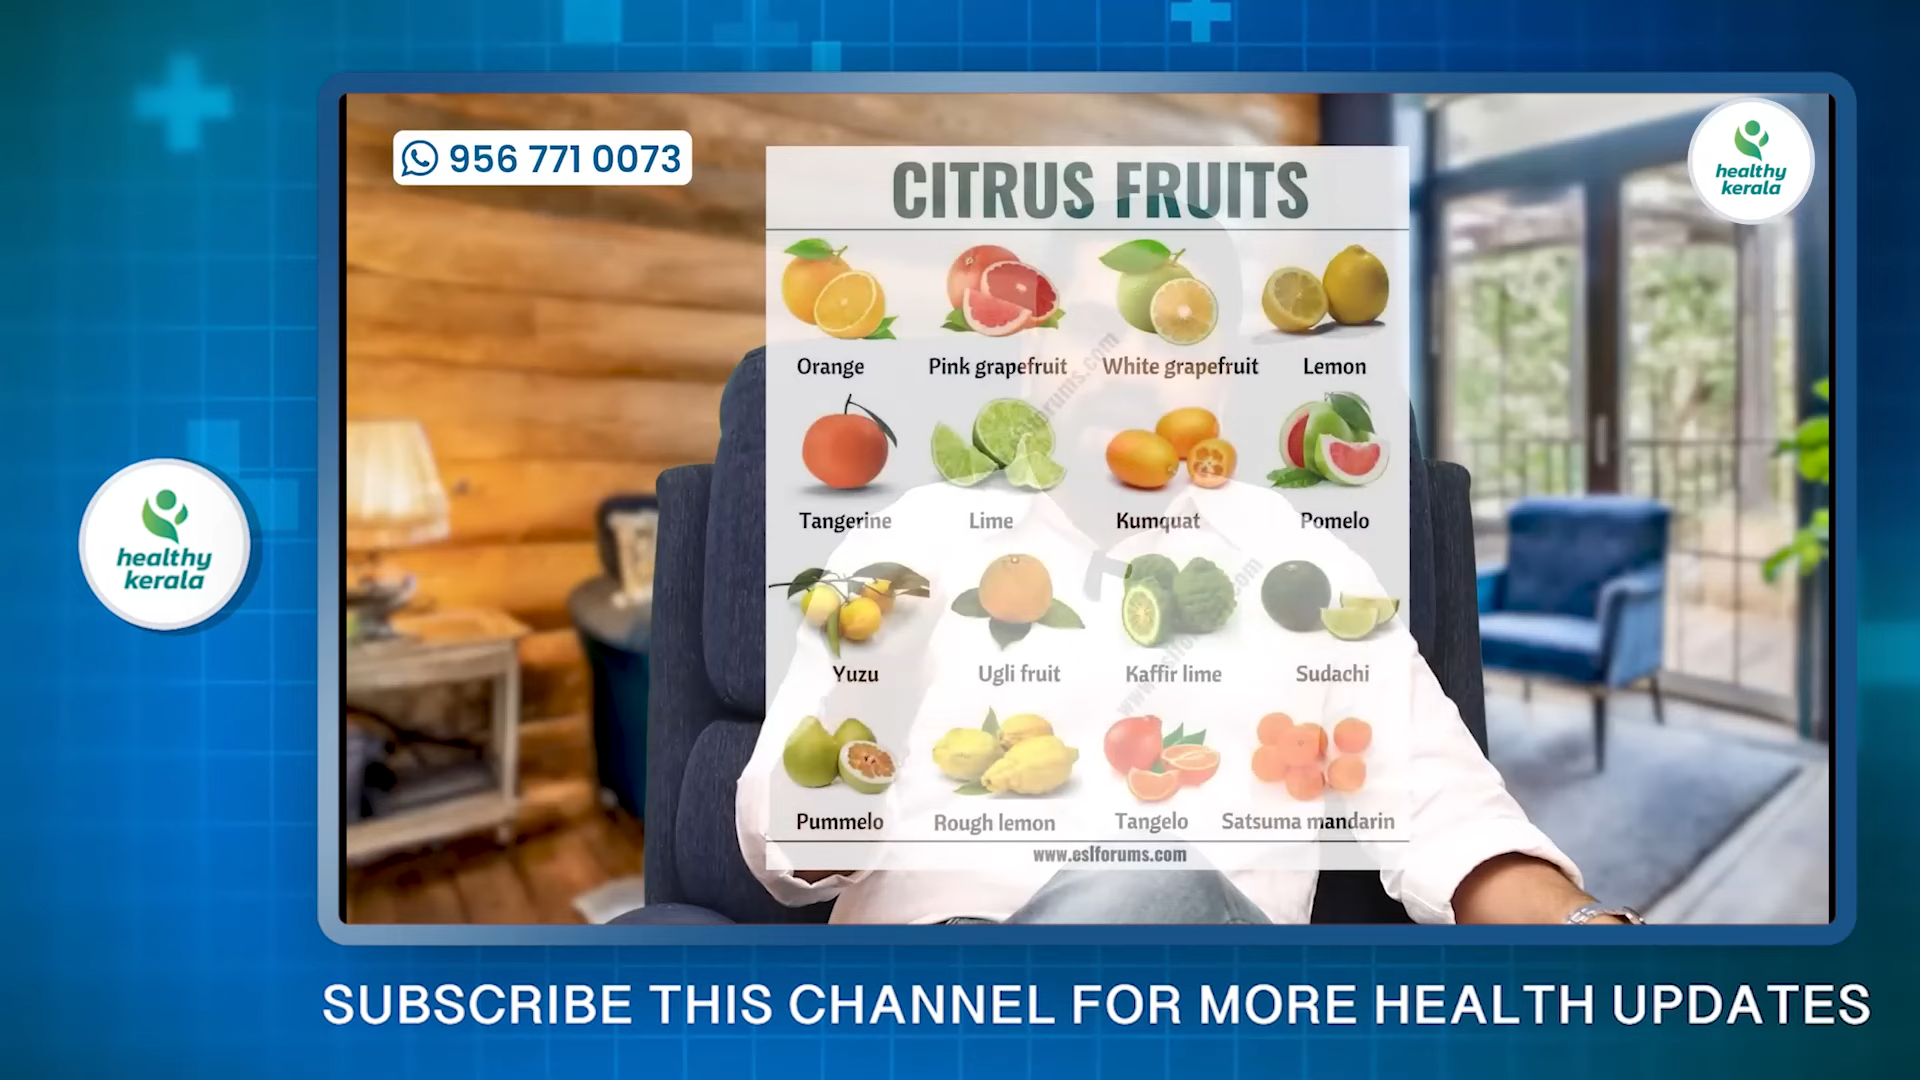 956 771 0073
healthy
kerala
CITRUS FRUITS
Orange
Pink grapefruit
White grapefruit
Lemon
Tangerine
Lime
Kumquat
Pomelo
Yuzu
Ugli fruit
Kaffir lime
Sudachi
Pummelo
Rough lemon
Tangelo
Satsuma mandarin
www.eslforums.com
healthy
kerala
SUBSCRIBE THIS CHANNEL FOR MORE HEALTH UPDATES